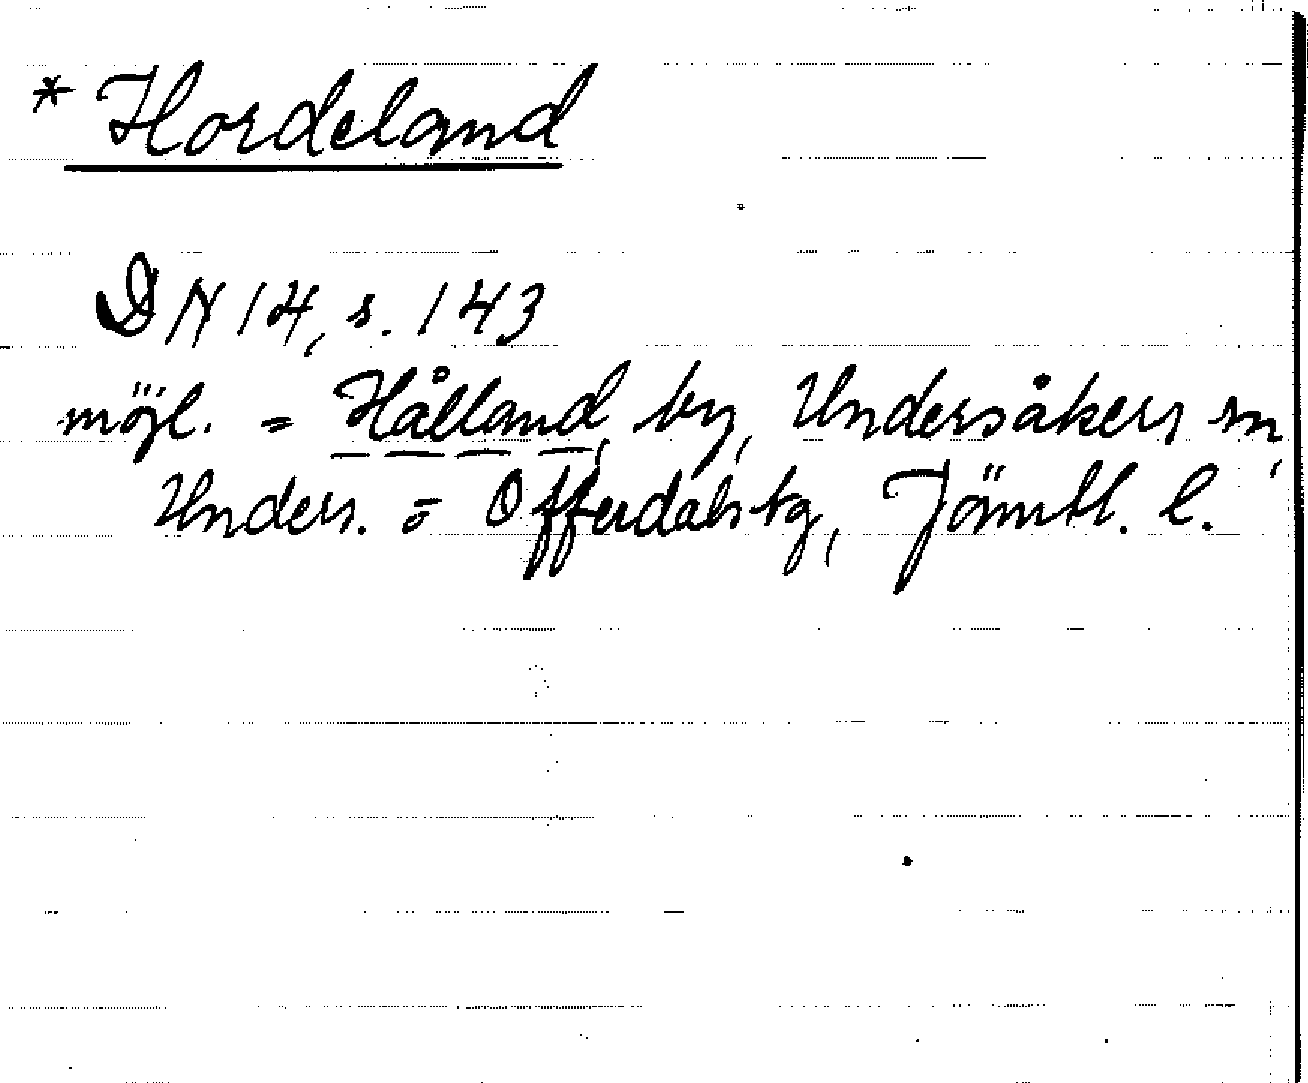 * Hordeland
DN 14, s. 143
möjl. = Hålland, by, Undersåkers sn,
Unders. o Offerdals tg, Jämtl. l.